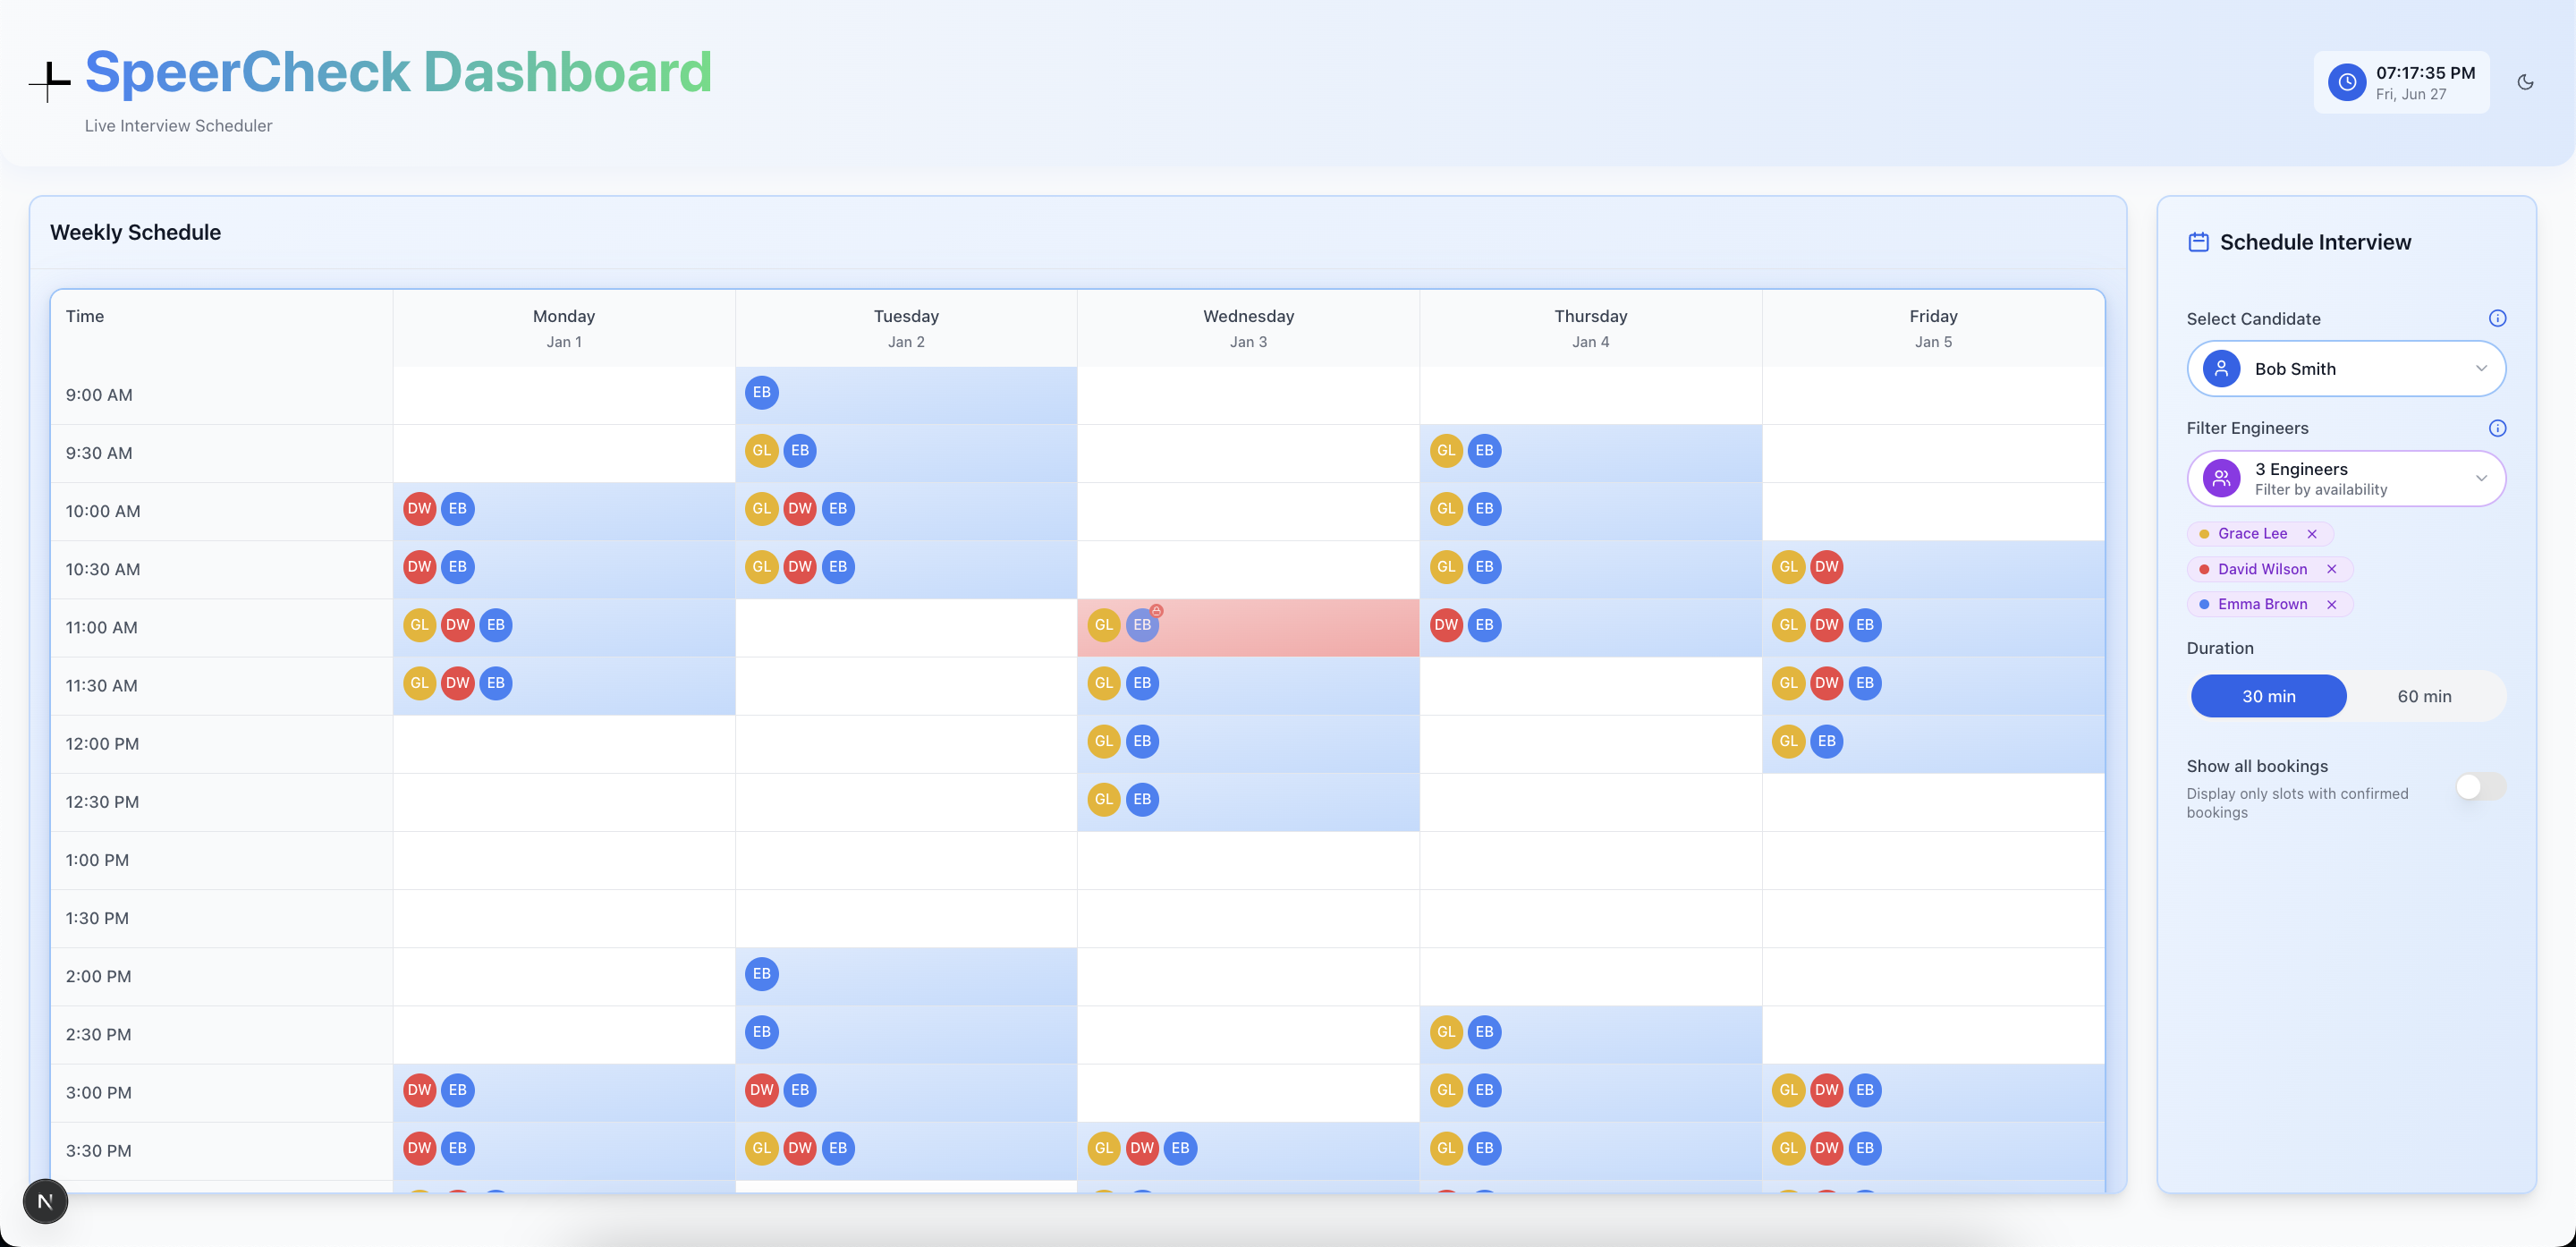 SpeerCheck Dashboard
Live Interview Scheduler
07:17:35 PM
Fri, Jun 27
Weekly Schedule
Time Monday Tuesday Wednesday Thursday Friday
Jan 1 Jan 2 Jan 3 Jan 4 Jan 5
9:00 AM EB
9:30 AM GL EB GL EB
10:00 AM DW EB GL DW EB GL EB
10:30 AM DW EB GL DW EB GL EB GL DW
11:00 AM GL DW EB GL EB DW EB GL DW EB
11:30 AM GL DW EB GL EB GL DW EB
12:00 PM GL EB GL EB
12:30 PM GL EB
1:00 PM
1:30 PM
2:00 PM EB
2:30 PM EB GL EB
3:00 PM DW EB DW EB GL EB GL DW EB
3:30 PM DW EB GL DW EB GL DW EB GL EB GL DW EB
N
Schedule Interview
Select Candidate
Bob Smith
Filter Engineers
3 Engineers
Filter by availability
Grace Lee
David Wilson
Emma Brown
Duration
30 min 60 min
Show all bookings
Display only slots with confirmed
bookings